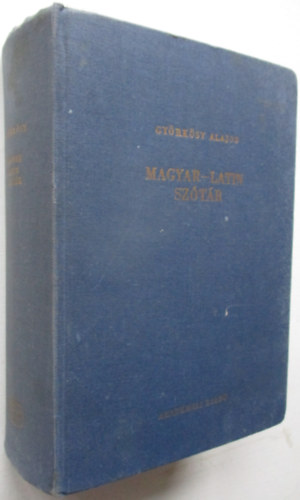 GYÖRKÖSY ALAJOS
MAGYAR–LATIN
SZÓTÁR
AKADÉMIAI KIADÓ